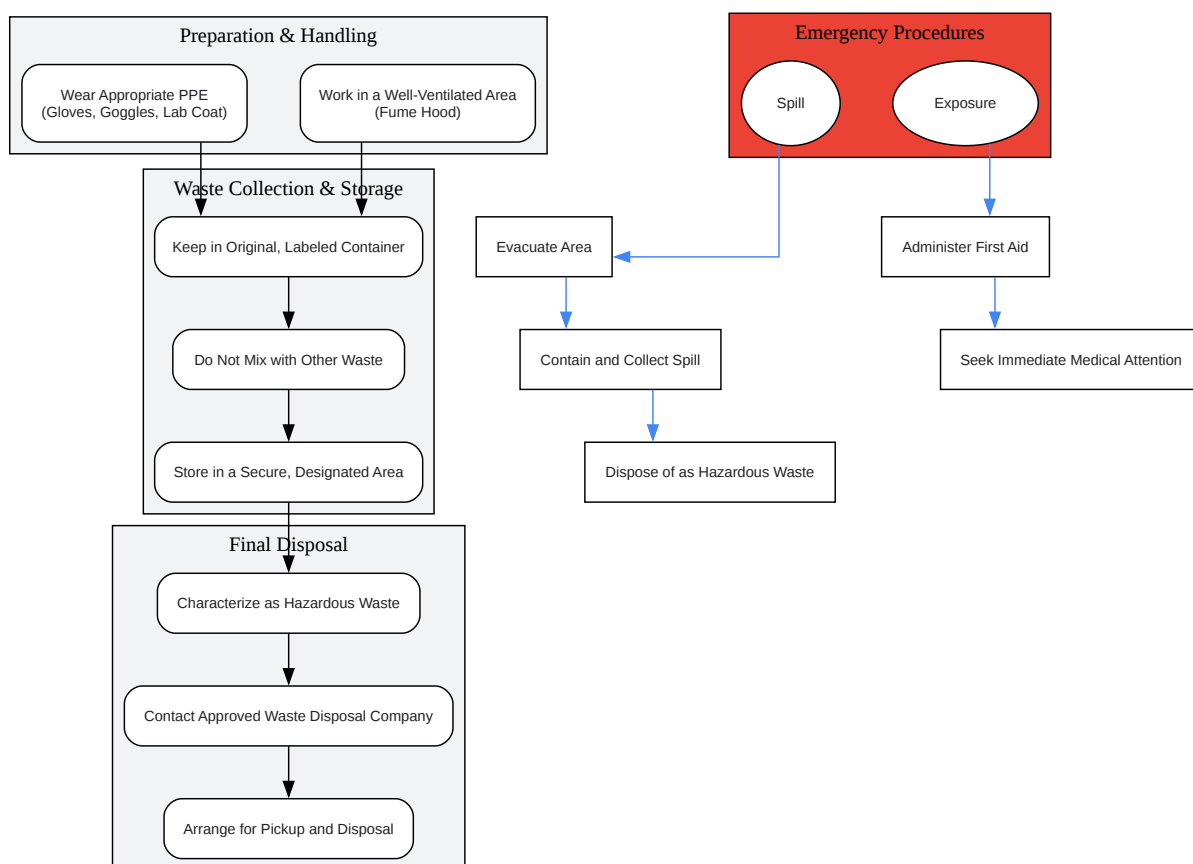 Preparation & Handling
Wear Appropriate PPE
(Gloves, Goggles, Lab Coat)
Work in a Well-Ventilated Area
(Fume Hood)
Emergency Procedures
Spill
Exposure
Waste Collection & Storage
Keep in Original, Labeled Container
Do Not Mix with Other Waste
Store in a Secure, Designated Area
Evacuate Area
Contain and Collect Spill
Dispose of as Hazardous Waste
Administer First Aid
Seek Immediate Medical Attention
Final Disposal
Characterize as Hazardous Waste
Contact Approved Waste Disposal Company
Arrange for Pickup and Disposal